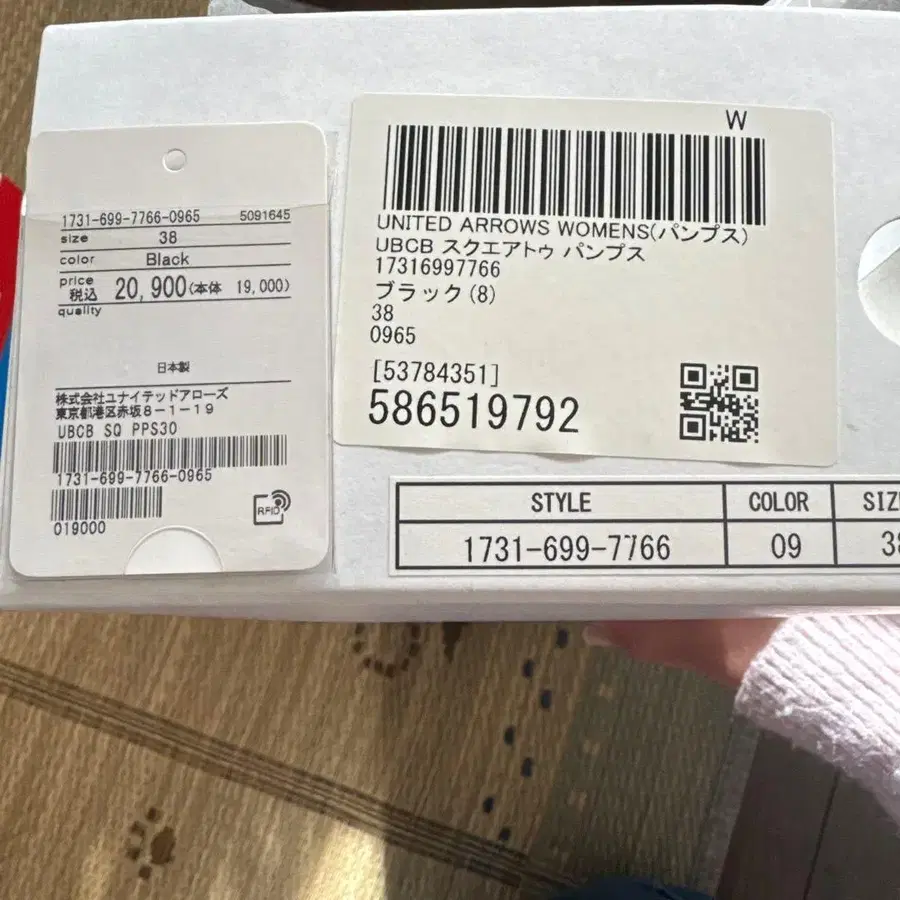 1731-699-7766-0965 5091645
size 38
color Black
price
税込 20,900(本体 19,000)
quality
日本製
株式会社ユナイテッドアローズ
東京都港区赤坂8-1-19
UBCB SQ PPS30
1731-699-7766-0965
019000
RFID
W
UNITED ARROWS WOMENS(パンプス)
UBCB スクエアトゥ パンプス
17316997766
ブラック(8)
38
0965
[53784351]
586519792
STYLE COLOR
1731-699-7766 09